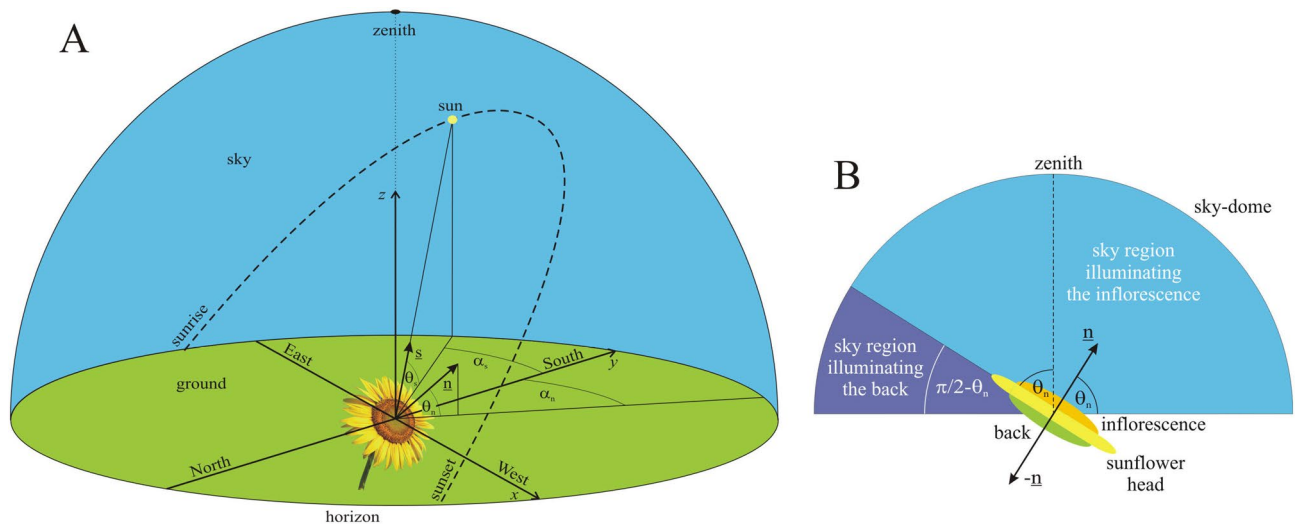 A
zenith
sun
sky
z
sunrise
East
South
y
s
αs
n
θs
θn
αn
ground
North
West
x
sunset
horizon
B
zenith
sky-dome
sky region
illuminating
the inflorescence
n
sky region
illuminating
the back
π/2-θn
θn
θn
inflorescence
back
sunflower
head
-n